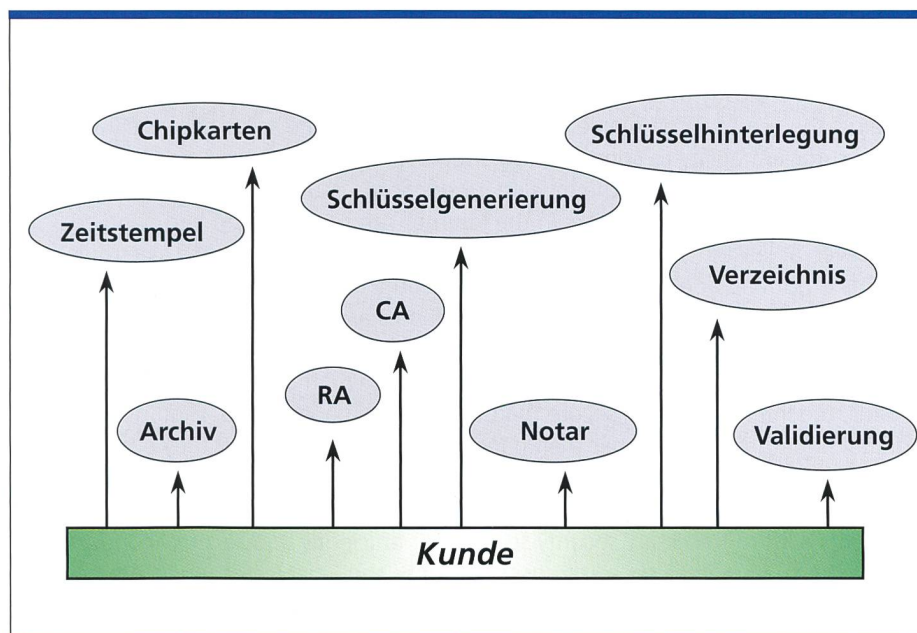 Chipkarten
Schlüsselhinterlegung
Schlüsselgenerierung
Zeitstempel
Verzeichnis
CA
RA
Archiv
Notar
Validierung
Kunde